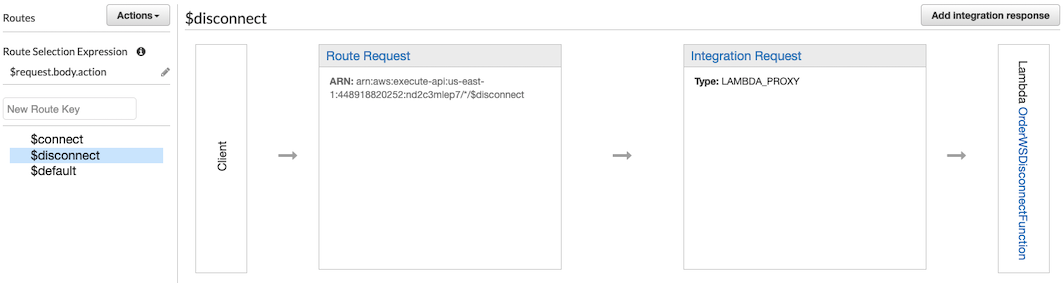 Routes
Actions
Route Selection Expression
$request.body.action
New Route Key
$connect
$disconnect
$default
$disconnect
Add integration response
Client
Route Request
ARN: arn:aws:execute-api:us-east-
1:448918820252:nd2c3mlep7/*/$disconnect
Integration Request
Type: LAMBDA_PROXY
Lambda OrderWSDisconnectFunction